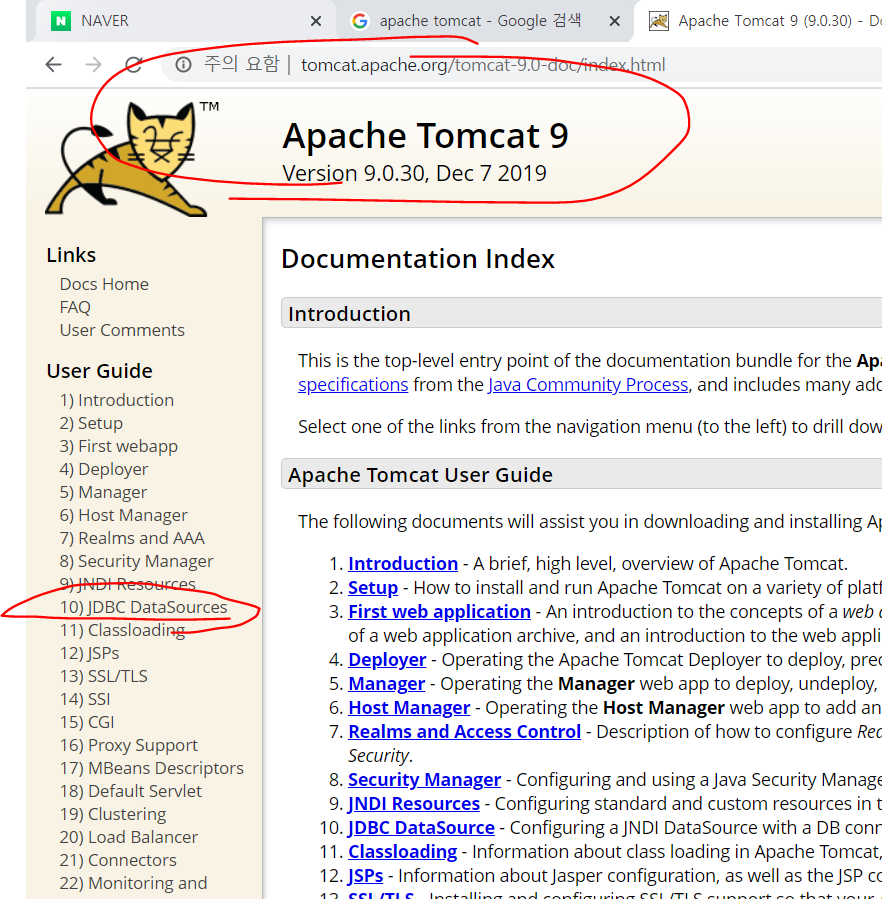 NAVER
apache tomcat - Google 검색
Apache Tomcat 9 (9.0.30) - Do
주의 요함 | tomcat.apache.org/tomcat-9.0-doc/index.html
TM
Apache Tomcat 9
Version 9.0.30, Dec 7 2019
Links
Docs Home
FAQ
User Comments
User Guide
1) Introduction
2) Setup
3) First webapp
4) Deployer
5) Manager
6) Host Manager
7) Realms and AAA
8) Security Manager
9) JNDI Resources
10) JDBC DataSources
11) Classloading
12) JSPs
13) SSL/TLS
14) SSI
15) CGI
16) Proxy Support
17) MBeans Descriptors
18) Default Servlet
19) Clustering
20) Load Balancer
21) Connectors
22) Monitoring and
Documentation Index
Introduction
This is the top-level entry point of the documentation bundle for the Apa
specifications from the Java Community Process, and includes many add
Select one of the links from the navigation menu (to the left) to drill dow
Apache Tomcat User Guide
The following documents will assist you in downloading and installing Ap
1. Introduction - A brief, high level, overview of Apache Tomcat.
2. Setup - How to install and run Apache Tomcat on a variety of platf
3. First web application - An introduction to the concepts of a web a
of a web application archive, and an introduction to the web appli
4. Deployer - Operating the Apache Tomcat Deployer to deploy, prec
5. Manager - Operating the Manager web app to deploy, undeploy,
6. Host Manager - Operating the Host Manager web app to add an
7. Realms and Access Control - Description of how to configure Rea
Security.
8. Security Manager - Configuring and using a Java Security Manage
9. JNDI Resources - Configuring standard and custom resources in t
10. JDBC DataSource - Configuring a JNDI DataSource with a DB conn
11. Classloading - Information about class loading in Apache Tomcat,
12. JSPs - Information about Jasper configuration, as well as the JSP co
13. SSL/TLS - Installing and configuring SSL/TLS support so that your